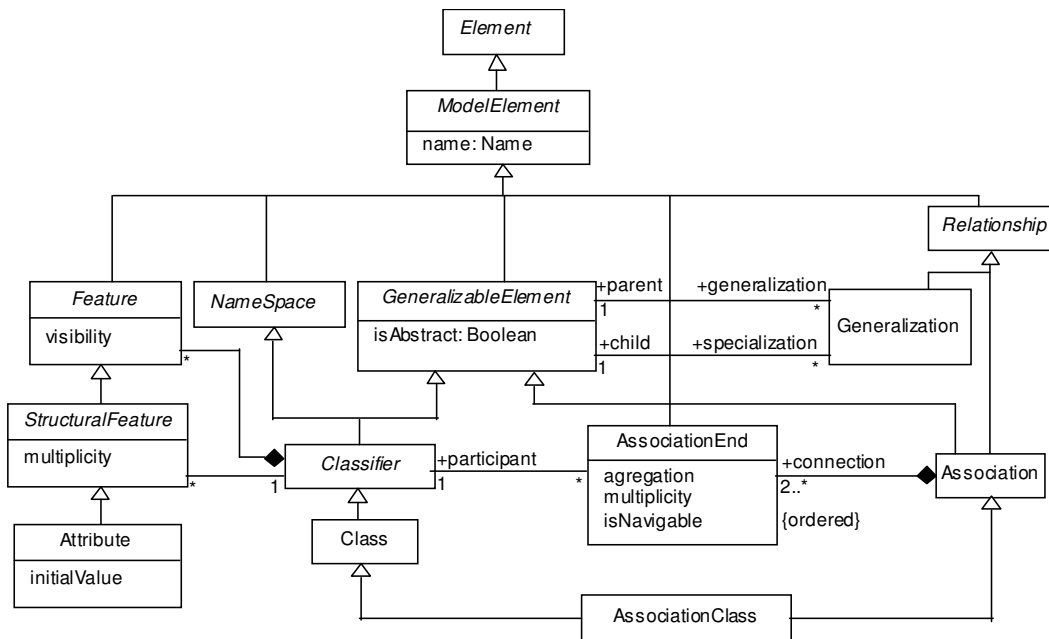 Element
ModelElement
name: Name
Relationship
Feature
visibility
*
NameSpace
GeneralizableElement
isAbstract: Boolean
+parent
1
+generalization
*
+child
1
+specialization
*
Generalization
StructuralFeature
multiplicity
*
1
Classifier
+participant
1
*
AssociationEnd
agregation
multiplicity
isNavigable
+connection
2..*
{ordered}
Association
Attribute
initialValue
Class
AssociationClass